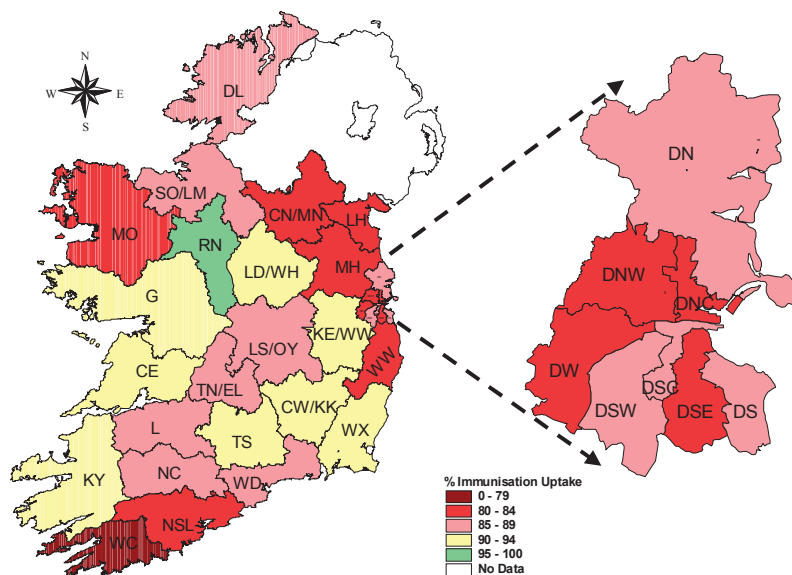 N
W E
S
DL
SO/LM
CN/MN
LH
MO
RN
MH
LD/WH
G
KE/WW
LS/OY
WW
CE
TN/EL
CW/KK
L
TS
WX
KY
NC
WD
NSL
WC
DN
DNW
DNC
DW
DSC
DSW
DSE
DS
% Immunisation Uptake
0 - 79
80 - 84
85 - 89
90 - 94
95 - 100
No Data